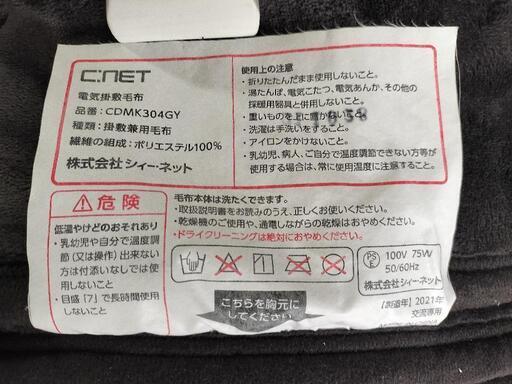 C:NET
電気掛敷毛布
品番：CDMK304GY
種類：掛敷兼用毛布
繊維の組成：ポリエステル100%
株式会社シィー・ネット
使用上の注意
・折りたたんだまま使用しないこと。
・湯たんぽ、電気こたつ、電気あんか、その他の
採暖用器具と併用しないこと。
・重いものを上に置かないこと。
・洗濯は手洗いをすること。
・アイロンをかけないこと。
・乳幼児、病人、ご自分で温度調節できない方等が
使用する場合は、常に使用温度に注意すること。
⚠危険
低温やけどのおそれあり
・乳幼児や自分で温度調
節（又は操作）出来ない
方は付添いなしでは使
用しないこと
・目盛【7】で長時間使用
しないこと
毛布本体は洗たくできます。
・取扱説明書をお読みのうえ、正しくお使いください。
・乾燥機のご使用や、通電しながらの乾燥はおやめください。
・ドライクリーニングは絶対におやめください。
PSE
100V 75W
50/60Hz
株式会社シィー・ネット
こちらを胸元に
してください
【製造年】2021年
交流専用